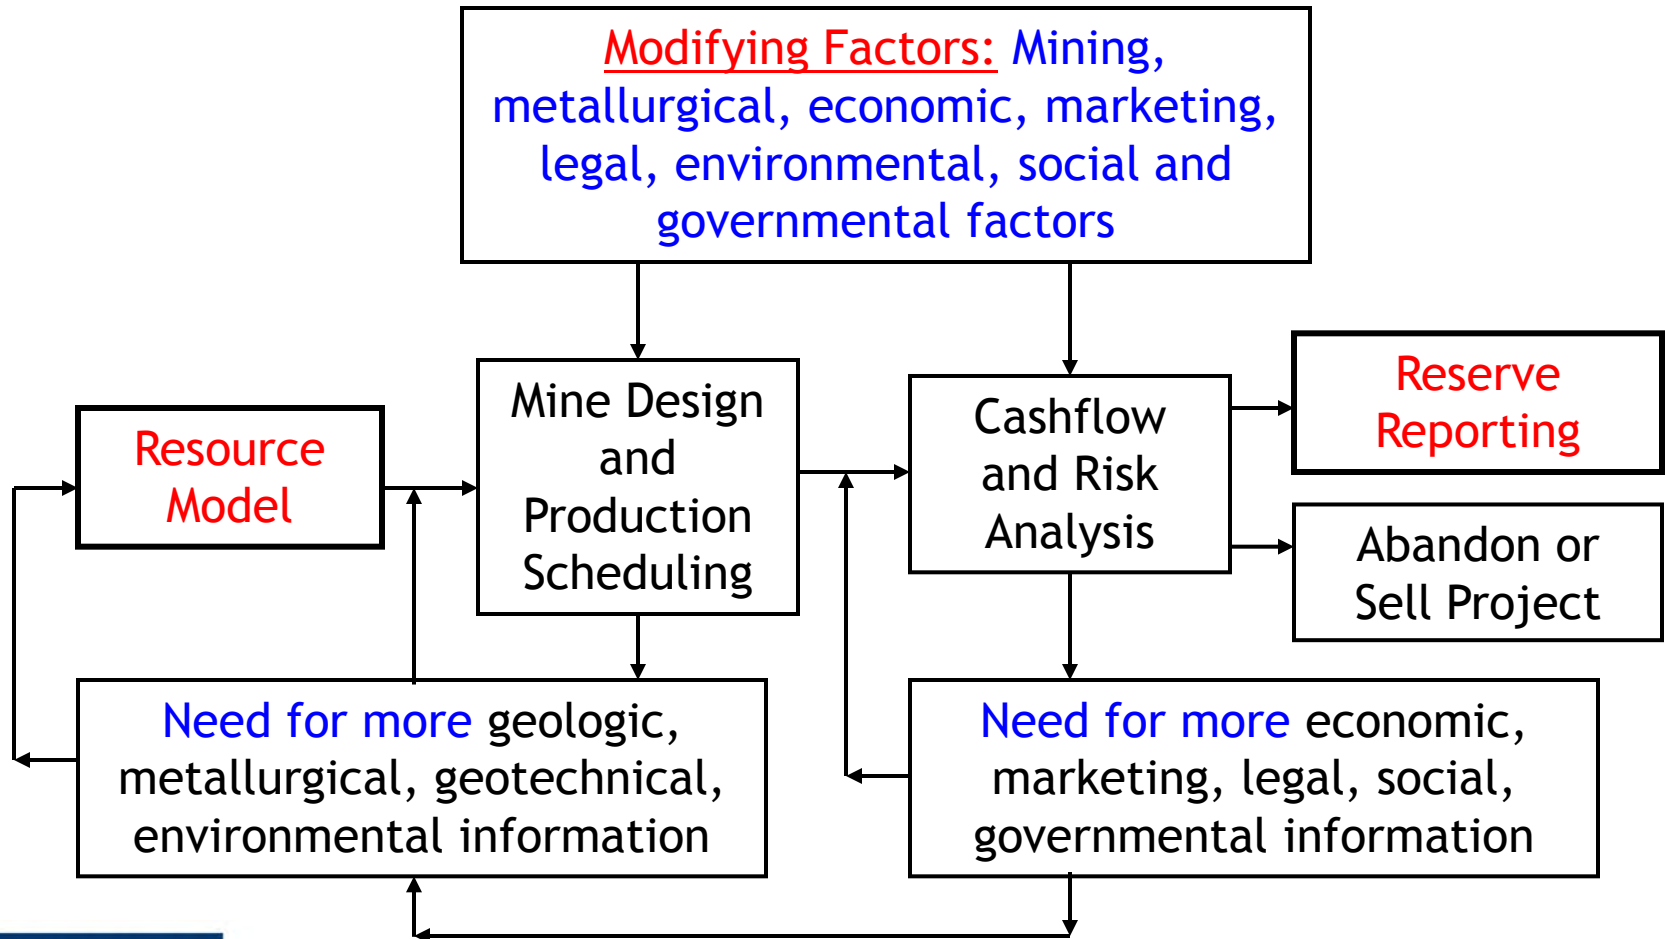 Modifying Factors: Mining,
metallurgical, economic, marketing,
legal, environmental, social and
governmental factors
Resource
Model
Mine Design
and
Production
Scheduling
Cashflow
and Risk
Analysis
Reserve
Reporting
Abandon or
Sell Project
Need for more geologic,
metallurgical, geotechnical,
environmental information
Need for more economic,
marketing, legal, social,
governmental information